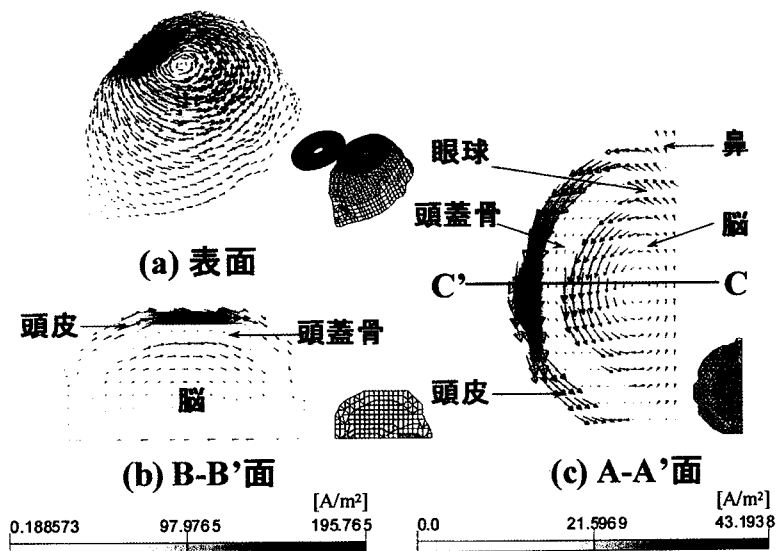 鼻
眼球
頭蓋骨
脳
(a) 表面
C'
C
頭皮
頭蓋骨
脳
頭皮
(b) B-B'面
(c) A-A'面
[A/m²]
[A/m²]
0.188573
97.9765
195.765
0.0
21.5969
43.1938